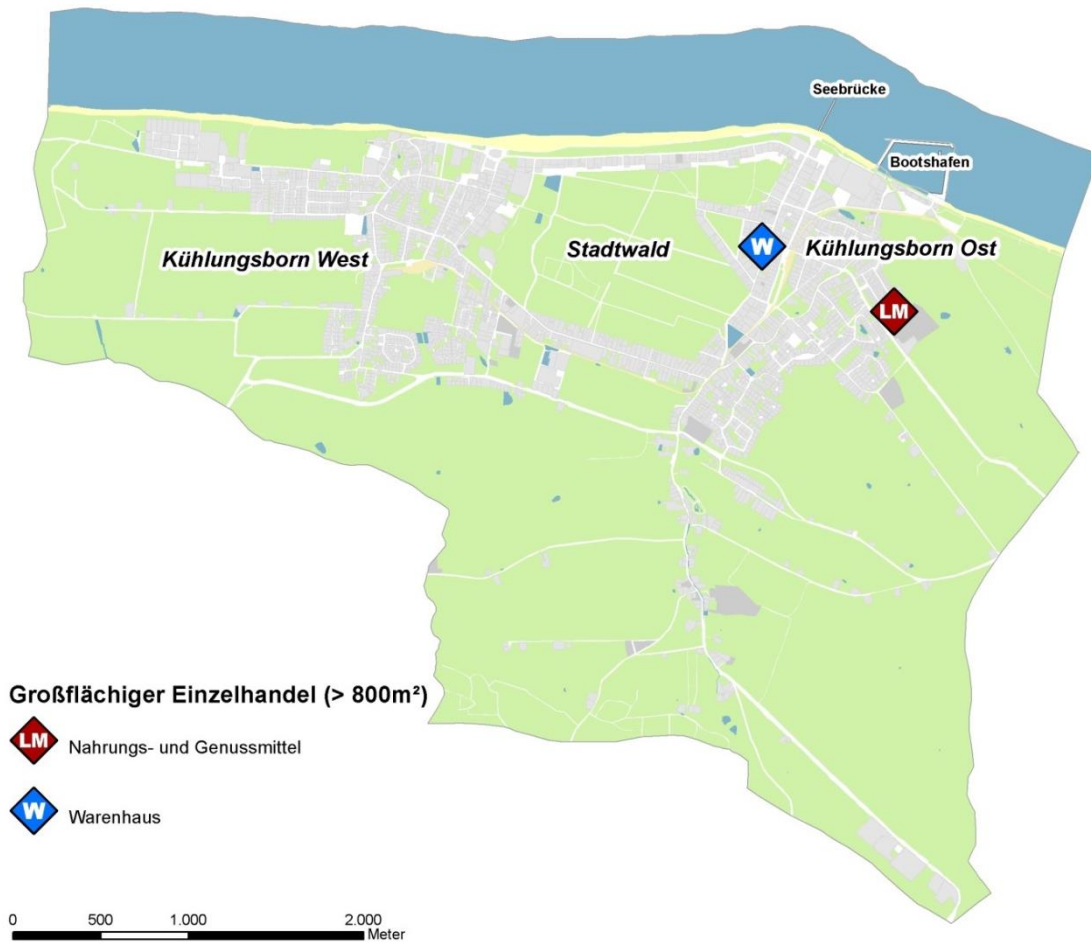 Seebrücke
Bootshafen
Kühlungsborn West
Stadtwald
W
Kühlungsborn Ost
LM
Großflächiger Einzelhandel (> 800m²)
LM Nahrungs- und Genussmittel
W Warenhaus
0 500 1.000 2.000
Meter